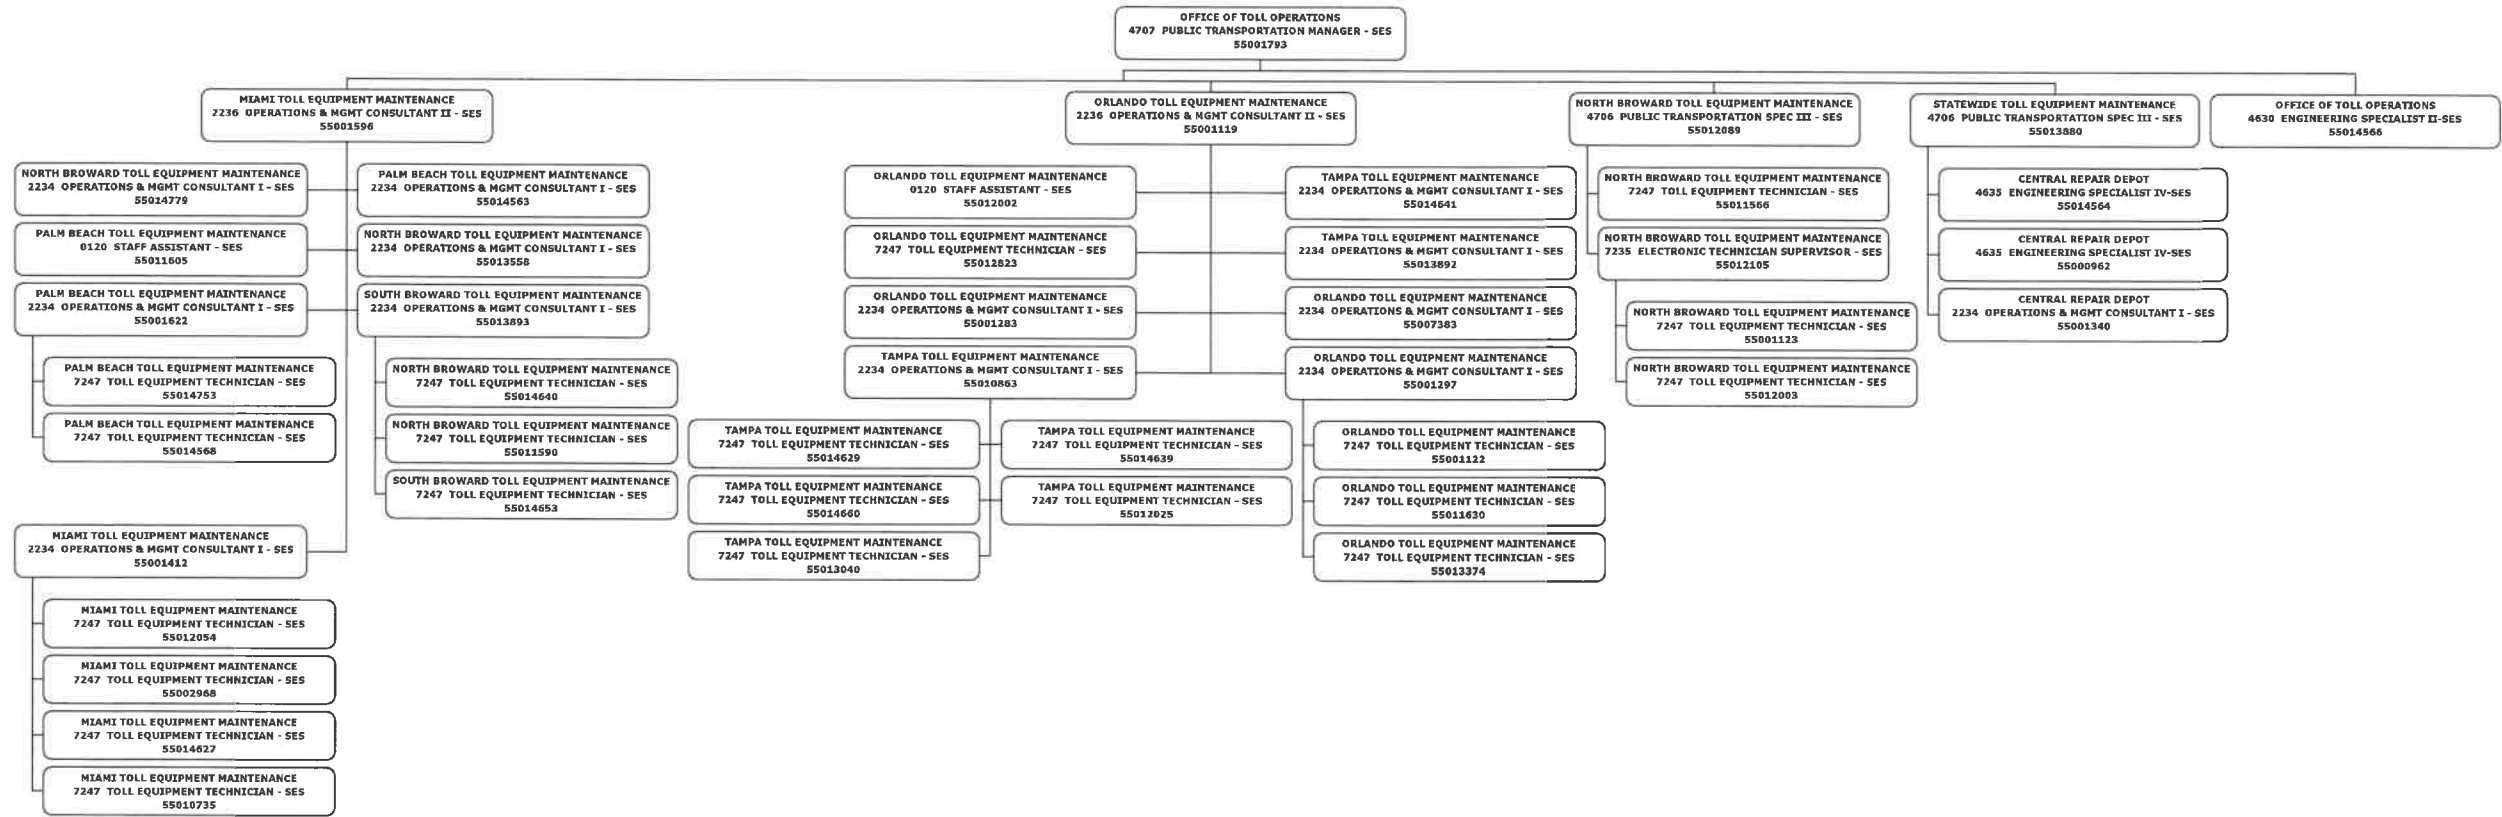 OFFICE OF TOLL OPERATIONS
4707 PUBLIC TRANSPORTATION MANAGER - SES
55001793
MIAMI TOLL EQUIPMENT MAINTENANCE
2236 OPERATIONS & MGMT CONSULTANT II - SES
55001596
ORLANDO TOLL EQUIPMENT MAINTENANCE
2236 OPERATIONS & MGMT CONSULTANT II - SES
55001119
NORTH BROWARD TOLL EQUIPMENT MAINTENANCE
4706 PUBLIC TRANSPORTATION SPEC III - SES
55012089
STATEWIDE TOLL EQUIPMENT MAINTENANCE
4706 PUBLIC TRANSPORTATION SPEC III - SES
55013880
OFFICE OF TOLL OPERATIONS
4630 ENGINEERING SPECIALIST II-SES
55014566
NORTH BROWARD TOLL EQUIPMENT MAINTENANCE
2234 OPERATIONS & MGMT CONSULTANT I - SES
55014779
PALM BEACH TOLL EQUIPMENT MAINTENANCE
2234 OPERATIONS & MGMT CONSULTANT I - SES
55014563
PALM BEACH TOLL EQUIPMENT MAINTENANCE
0120 STAFF ASSISTANT - SES
55011605
NORTH BROWARD TOLL EQUIPMENT MAINTENANCE
2234 OPERATIONS & MGMT CONSULTANT I - SES
55013558
PALM BEACH TOLL EQUIPMENT MAINTENANCE
2234 OPERATIONS & MGMT CONSULTANT I - SES
55001622
SOUTH BROWARD TOLL EQUIPMENT MAINTENANCE
2234 OPERATIONS & MGMT CONSULTANT I - SES
55013893
PALM BEACH TOLL EQUIPMENT MAINTENANCE
7247 TOLL EQUIPMENT TECHNICIAN - SES
55014753
PALM BEACH TOLL EQUIPMENT MAINTENANCE
7247 TOLL EQUIPMENT TECHNICIAN - SES
55014568
NORTH BROWARD TOLL EQUIPMENT MAINTENANCE
7247 TOLL EQUIPMENT TECHNICIAN - SES
55014640
NORTH BROWARD TOLL EQUIPMENT MAINTENANCE
7247 TOLL EQUIPMENT TECHNICIAN - SES
55011590
SOUTH BROWARD TOLL EQUIPMENT MAINTENANCE
7247 TOLL EQUIPMENT TECHNICIAN - SES
55014653
MIAMI TOLL EQUIPMENT MAINTENANCE
2234 OPERATIONS & MGMT CONSULTANT I - SES
55001412
MIAMI TOLL EQUIPMENT MAINTENANCE
7247 TOLL EQUIPMENT TECHNICIAN - SES
55012054
MIAMI TOLL EQUIPMENT MAINTENANCE
7247 TOLL EQUIPMENT TECHNICIAN - SES
55002968
MIAMI TOLL EQUIPMENT MAINTENANCE
7247 TOLL EQUIPMENT TECHNICIAN - SES
55014627
MIAMI TOLL EQUIPMENT MAINTENANCE
7247 TOLL EQUIPMENT TECHNICIAN - SES
55010735
ORLANDO TOLL EQUIPMENT MAINTENANCE
0120 STAFF ASSISTANT - SES
55012002
TAMPA TOLL EQUIPMENT MAINTENANCE
2234 OPERATIONS & MGMT CONSULTANT I - SES
55014641
ORLANDO TOLL EQUIPMENT MAINTENANCE
7247 TOLL EQUIPMENT TECHNICIAN - SES
55012823
TAMPA TOLL EQUIPMENT MAINTENANCE
2234 OPERATIONS & MGMT CONSULTANT I - SES
55013892
ORLANDO TOLL EQUIPMENT MAINTENANCE
2234 OPERATIONS & MGMT CONSULTANT I - SES
55001283
ORLANDO TOLL EQUIPMENT MAINTENANCE
2234 OPERATIONS & MGMT CONSULTANT I - SES
55007383
TAMPA TOLL EQUIPMENT MAINTENANCE
2234 OPERATIONS & MGMT CONSULTANT I - SES
55010863
ORLANDO TOLL EQUIPMENT MAINTENANCE
2234 OPERATIONS & MGMT CONSULTANT I - SES
55001297
TAMPA TOLL EQUIPMENT MAINTENANCE
7247 TOLL EQUIPMENT TECHNICIAN - SES
55014629
TAMPA TOLL EQUIPMENT MAINTENANCE
7247 TOLL EQUIPMENT TECHNICIAN - SES
55014639
TAMPA TOLL EQUIPMENT MAINTENANCE
7247 TOLL EQUIPMENT TECHNICIAN - SES
55014660
TAMPA TOLL EQUIPMENT MAINTENANCE
7247 TOLL EQUIPMENT TECHNICIAN - SES
55012025
TAMPA TOLL EQUIPMENT MAINTENANCE
7247 TOLL EQUIPMENT TECHNICIAN - SES
55013040
ORLANDO TOLL EQUIPMENT MAINTENANCE
7247 TOLL EQUIPMENT TECHNICIAN - SES
55001122
ORLANDO TOLL EQUIPMENT MAINTENANCE
7247 TOLL EQUIPMENT TECHNICIAN - SES
55011630
ORLANDO TOLL EQUIPMENT MAINTENANCE
7247 TOLL EQUIPMENT TECHNICIAN - SES
55013374
NORTH BROWARD TOLL EQUIPMENT MAINTENANCE
7247 TOLL EQUIPMENT TECHNICIAN - SES
55011566
NORTH BROWARD TOLL EQUIPMENT MAINTENANCE
7235 ELECTRONIC TECHNICIAN SUPERVISOR - SES
55012105
NORTH BROWARD TOLL EQUIPMENT MAINTENANCE
7247 TOLL EQUIPMENT TECHNICIAN - SES
55001123
NORTH BROWARD TOLL EQUIPMENT MAINTENANCE
7247 TOLL EQUIPMENT TECHNICIAN - SES
55012003
CENTRAL REPAIR DEPOT
4635 ENGINEERING SPECIALIST IV-SES
55014564
CENTRAL REPAIR DEPOT
4635 ENGINEERING SPECIALIST IV-SES
55000962
CENTRAL REPAIR DEPOT
2234 OPERATIONS & MGMT CONSULTANT I - SES
55001340